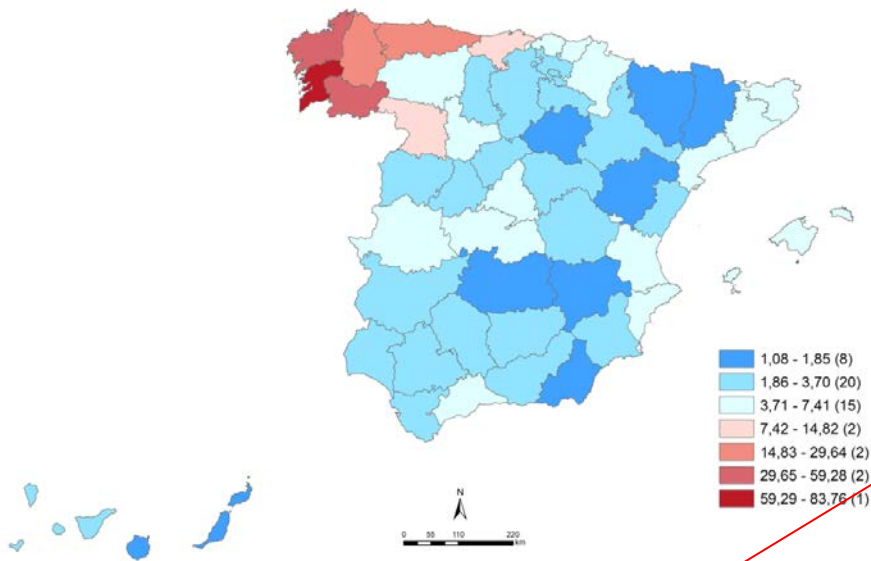 1,08 - 1,85 (8)
1,86 - 3,70 (20)
3,71 - 7,41 (15)
7,42 - 14,82 (2)
14,83 - 29,64 (2)
29,65 - 59,28 (2)
59,29 - 83,76 (1)
N
0 55 110 220
km